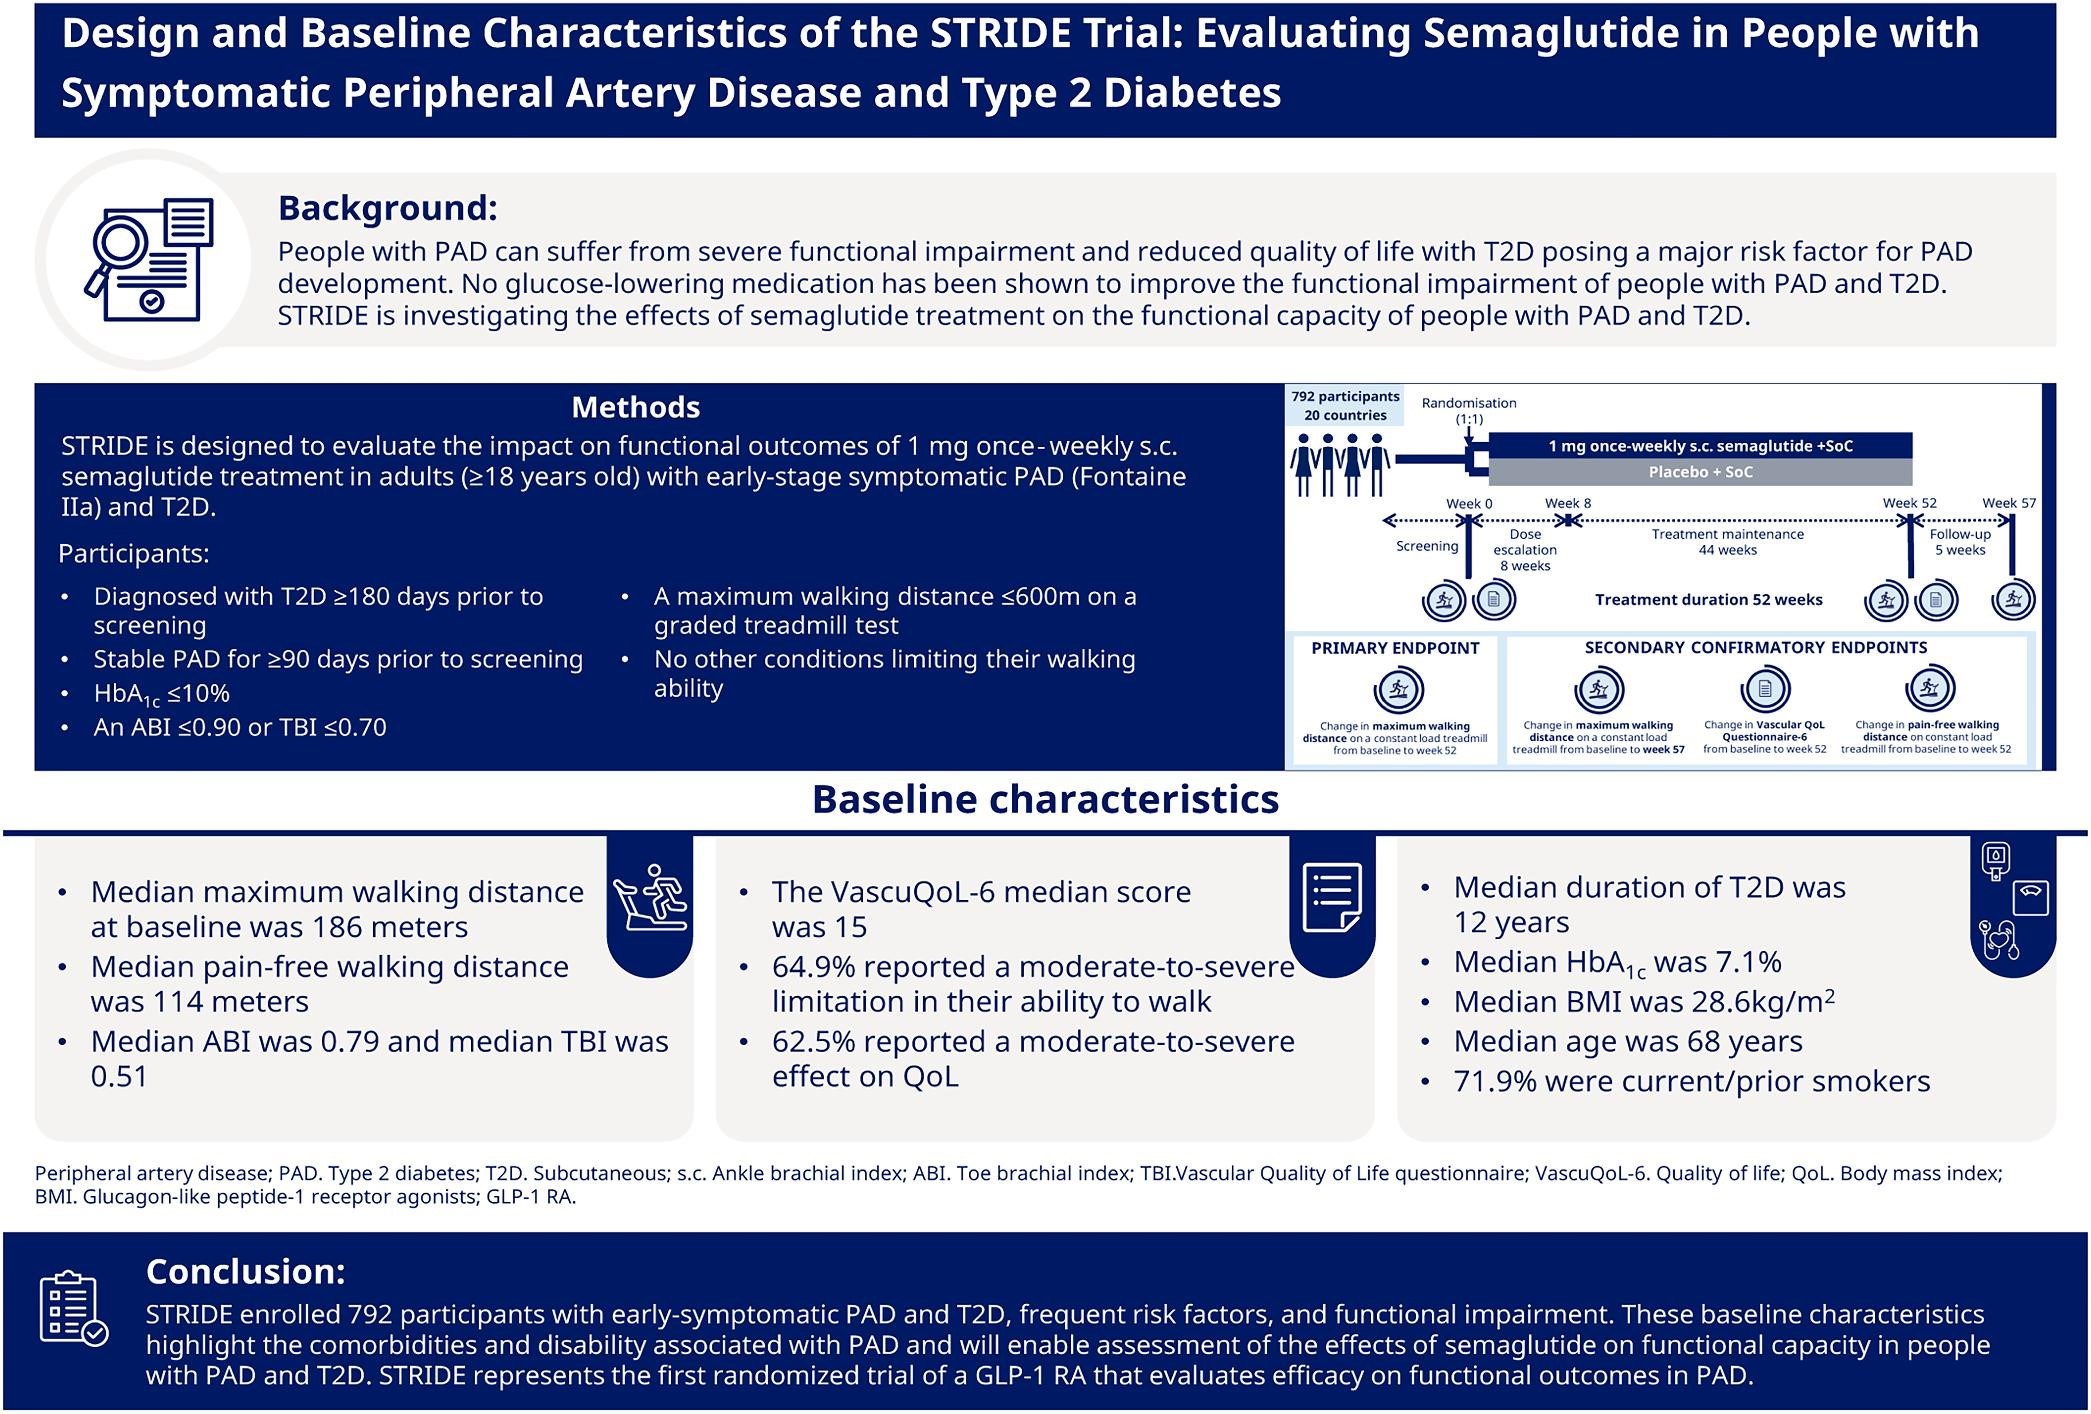 Design and Baseline Characteristics of the STRIDE Trial: Evaluating Semaglutide in People with
Symptomatic Peripheral Artery Disease and Type 2 Diabetes
Background:
People with PAD can suffer from severe functional impairment and reduced quality of life with T2D posing a major risk factor for PAD
development. No glucose-lowering medication has been shown to improve the functional impairment of people with PAD and T2D.
STRIDE is investigating the effects of semaglutide treatment on the functional capacity of people with PAD and T2D.
Methods
STRIDE is designed to evaluate the impact on functional outcomes of 1 mg once-weekly s.c.
semaglutide treatment in adults (≥18 years old) with early-stage symptomatic PAD (Fontaine
IIa) and T2D.
Participants:
• Diagnosed with T2D ≥180 days prior to
screening
• Stable PAD for ≥90 days prior to screening
• HbA1c ≤10%
• An ABI ≤0.90 or TBI ≤0.70
• A maximum walking distance ≤600m on a
graded treadmill test
• No other conditions limiting their walking
ability
792 participants
20 countries
Randomisation
(1:1)
1 mg once-weekly s.c. semaglutide +SoC
Placebo + SoC
Week 0
Week 8
Week 52
Week 57
Screening
Dose
escalation
8 weeks
Treatment maintenance
44 weeks
Follow-up
5 weeks
Treatment duration 52 weeks
PRIMARY ENDPOINT
Change in maximum walking
distance on a constant load treadmill
from baseline to week 52
SECONDARY CONFIRMATORY ENDPOINTS
Change in maximum walking
distance on a constant load
treadmill from baseline to week 57
Change in Vascular QoL
Questionnaire-6
from baseline to week 52
Change in pain-free walking
distance on constant load
treadmill from baseline to week 52
Baseline characteristics
• Median maximum walking distance
at baseline was 186 meters
• Median pain-free walking distance
was 114 meters
• Median ABI was 0.79 and median TBI was
0.51
• The VascuQoL-6 median score
was 15
• 64.9% reported a moderate-to-severe
limitation in their ability to walk
• 62.5% reported a moderate-to-severe
effect on QoL
• Median duration of T2D was
12 years
• Median HbA1c was 7.1%
• Median BMI was 28.6kg/m²
• Median age was 68 years
• 71.9% were current/prior smokers
Peripheral artery disease; PAD. Type 2 diabetes; T2D. Subcutaneous; s.c. Ankle brachial index; ABI. Toe brachial index; TBI.Vascular Quality of Life questionnaire; VascuQoL-6. Quality of life; QoL. Body mass index;
BMI. Glucagon-like peptide-1 receptor agonists; GLP-1 RA.
Conclusion:
STRIDE enrolled 792 participants with early-symptomatic PAD and T2D, frequent risk factors, and functional impairment. These baseline characteristics
highlight the comorbidities and disability associated with PAD and will enable assessment of the effects of semaglutide on functional capacity in people
with PAD and T2D. STRIDE represents the first randomized trial of a GLP-1 RA that evaluates efficacy on functional outcomes in PAD.